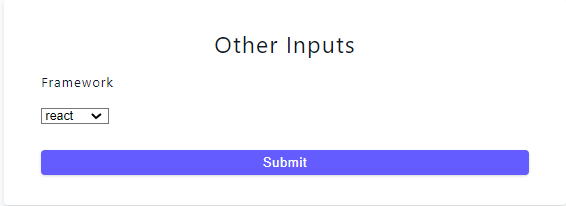 Other Inputs
Framework
react
Submit